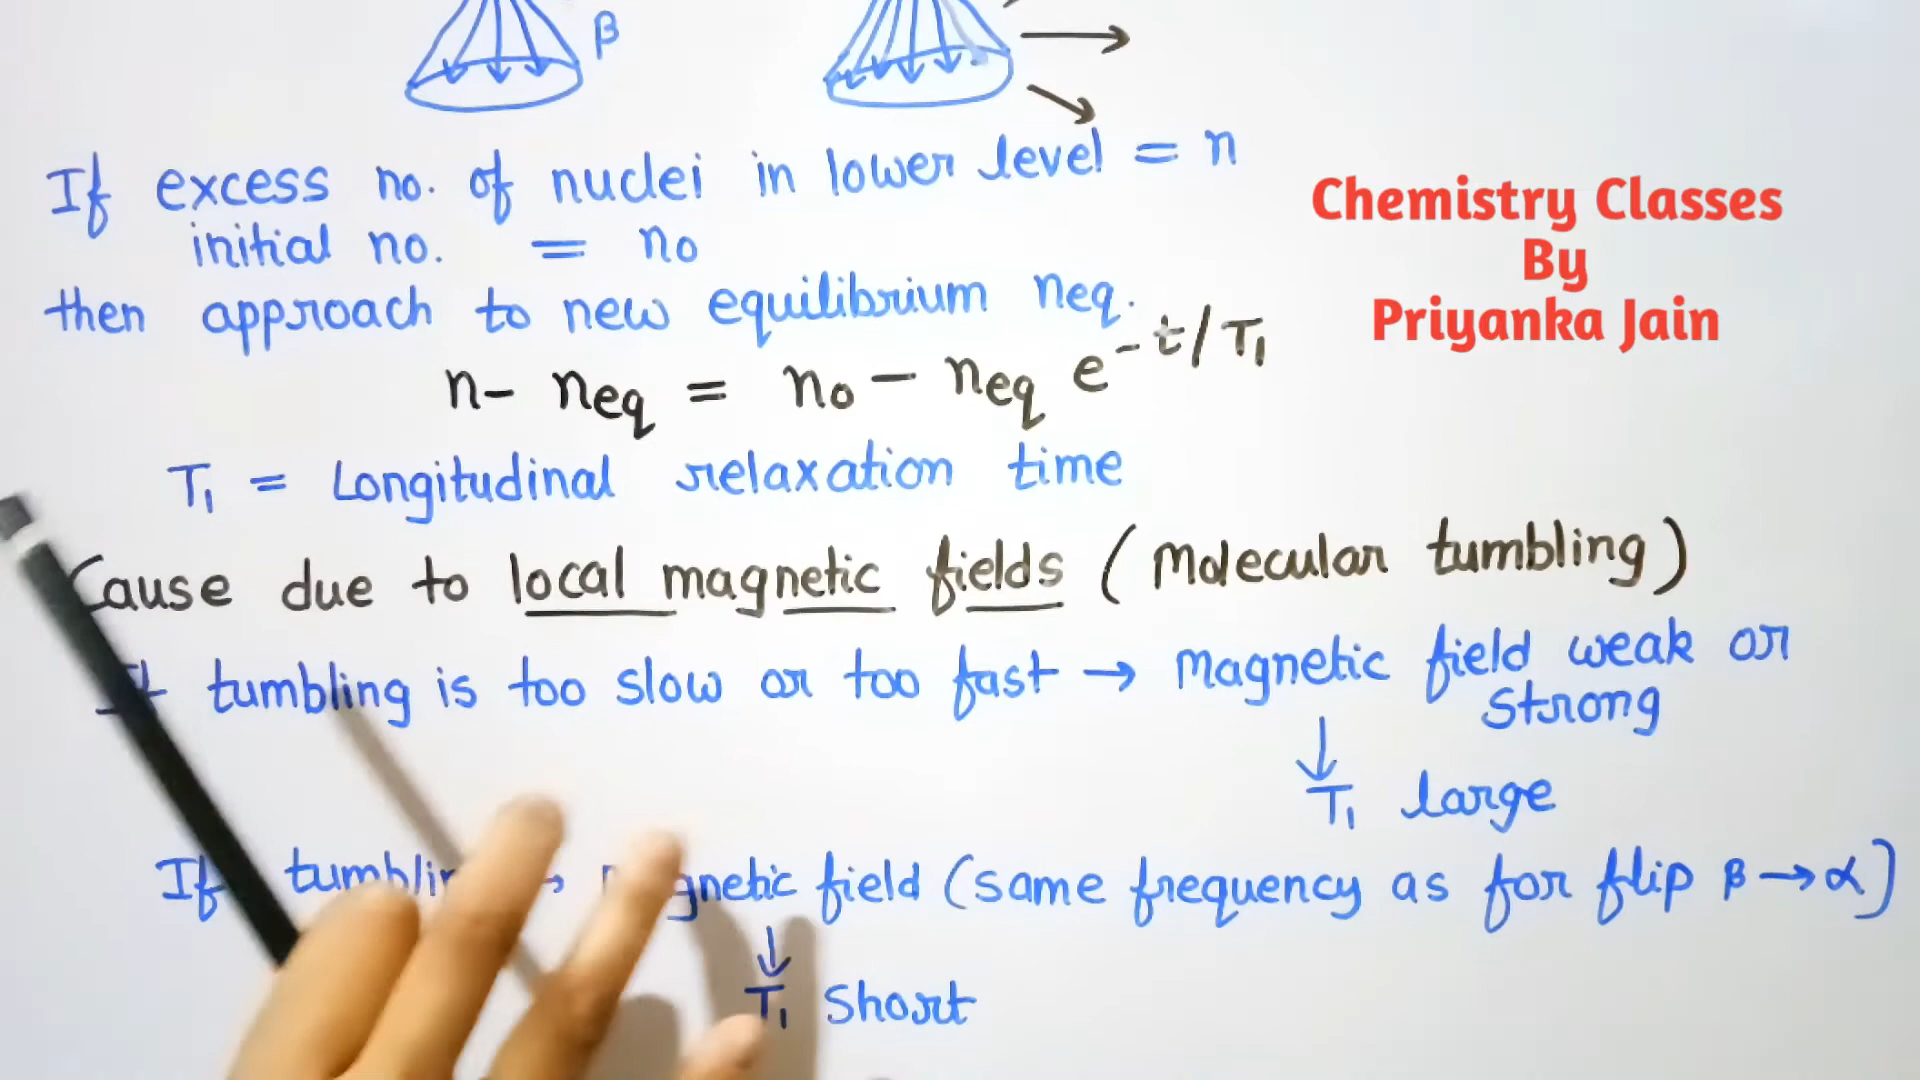 β
If excess no. of nuclei in lower level = n
initial no. = n₀
then approach to new equilibrium neq.
n - neq = n₀ - neq e^-t/T₁
T₁ = Longitudinal relaxation time
Cause due to local magnetic fields (Molecular tumbling)
tumbling is too slow or too fast → Magnetic field weak or
strong
↓
T₁ large
If → field (same frequency as for flip β → α)
↓
T₁ Short
Chemistry Classes
By
Priyanka Jain